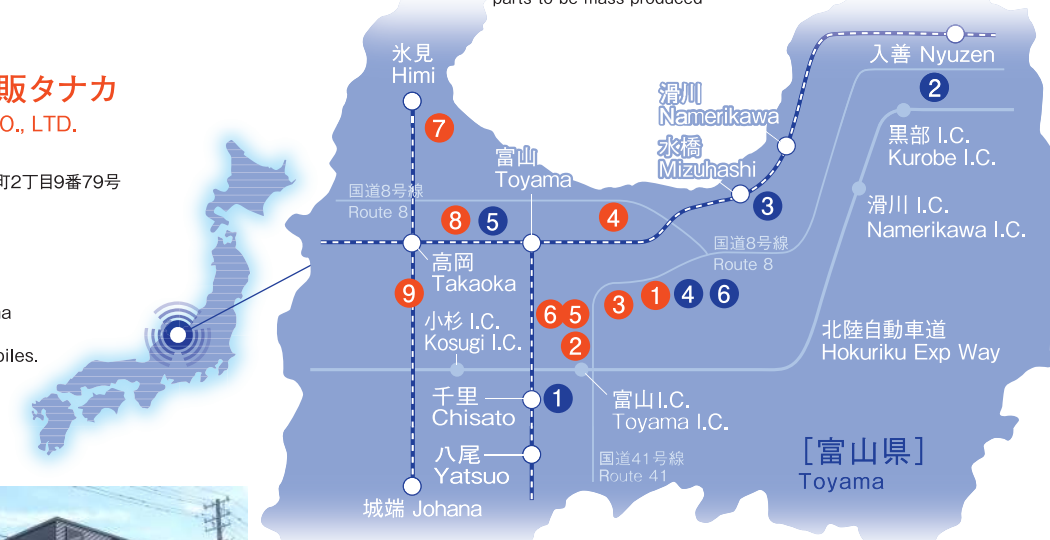 parts to be mass produced
販タナカ
O., LTD.
町2丁目9番79号
na
biles.
氷見
Himi
7
富山
Toyama
滑川
Namerikawa
水橋
Mizuhashi
3
入善 Nyuzen
2
黒部 I.C.
Kurobe I.C.
滑川 I.C.
Namerikawa I.C.
国道8号線
Route 8
8
5
4
高岡
Takaoka
国道8号線
Route 8
9
6
5
3
1
4
6
2
小杉 I.C.
Kosugi I.C.
北陸自動車道
Hokuriku Exp Way
千里
Chisato
1
富山 I.C.
Toyama I.C.
八尾
Yatsuo
国道41号線
Route 41
城端 Johana
[富山県]
Toyama